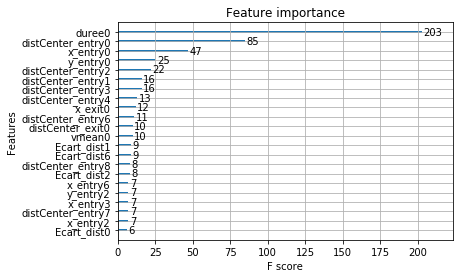 Feature importance
duree0 203
distCenter_entry0 85
x_entry0 47
y_entry0 25
distCenter_entry2 22
distCenter_entry1 16
distCenter_entry3 16
distCenter_entry4 13
x_exit0 12
distCenter_entry6 11
distCenter_exit0 10
vmean0 10
Ecart_dist1 9
Ecart_dist6 9
distCenter_entry8 8
Ecart_dist2 8
x_entry6 7
y_entry2 7
x_entry3 7
distCenter_entry7 7
x_entry2 7
Ecart_dist0 6
Features
0 25 50 75 100 125 150 175 200
F score